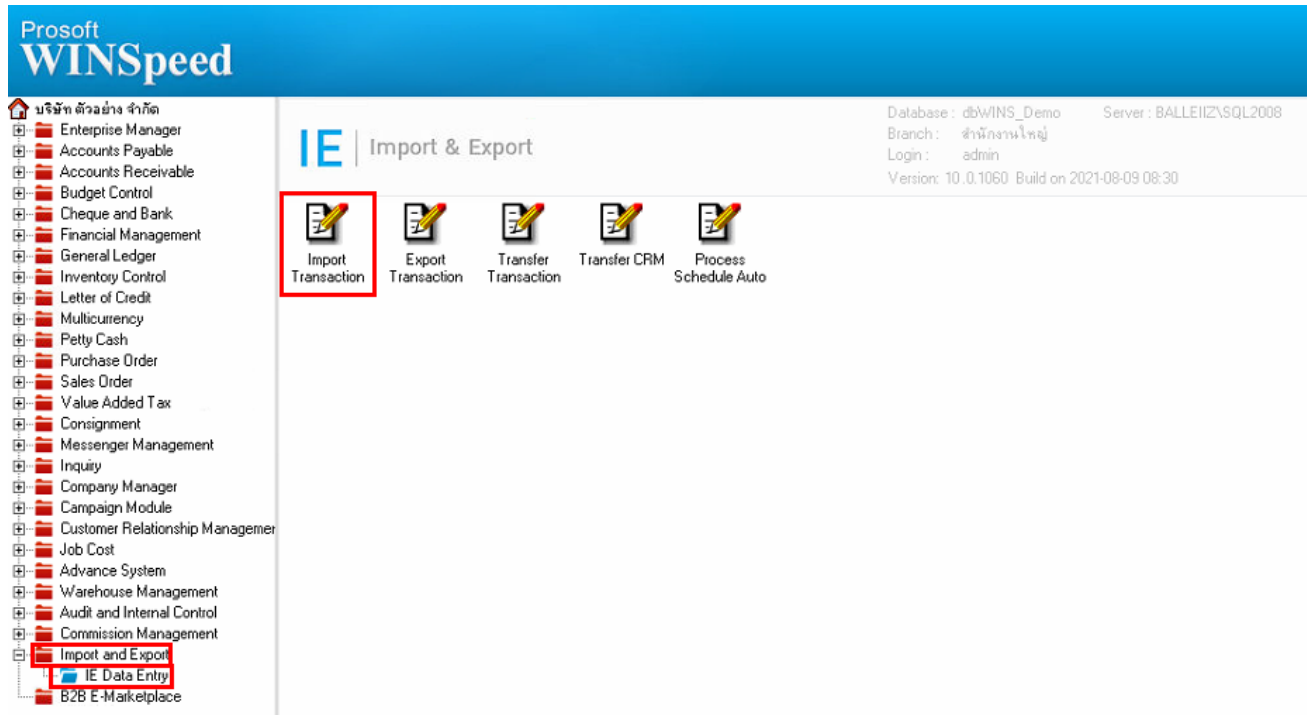 Prosoft
WINSpeed
บริษัท ตัวอย่าง จำกัด
Enterprise Manager
Accounts Payable
Accounts Receivable
Budget Control
Cheque and Bank
Financial Management
General Ledger
Inventory Control
Letter of Credit
Multicurrency
Petty Cash
Purchase Order
Sales Order
Value Added Tax
Consignment
Messenger Management
Inquiry
Company Manager
Campaign Module
Customer Relationship Managemer
Job Cost
Advance System
Warehouse Management
Audit and Internal Control
Commission Management
Import and Export
IE Data Entry
B2B E-Marketplace
IE Import & Export
Database : dbWINS_Demo Server : BALLEIIZ\SQL2008
Branch : สำนักงานใหญ่
Login : admin
Version: 10.0.1060 Build on 2021-08-09 08:30
Import Transaction
Export Transaction
Transfer Transaction
Transfer CRM
Process Schedule Auto